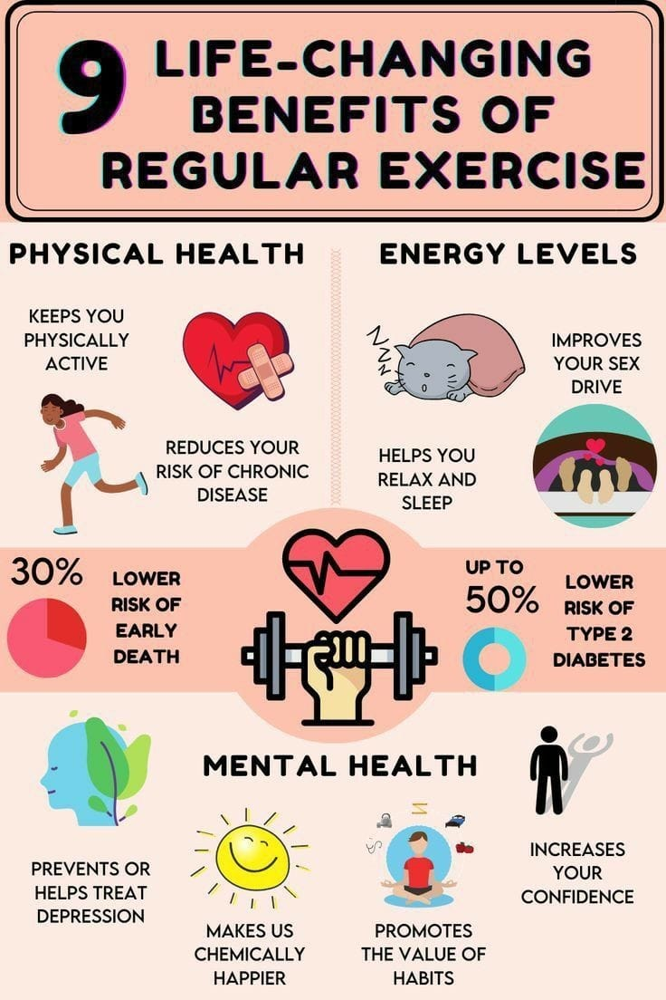 9 LIFE-CHANGING
BENEFITS OF
REGULAR EXERCISE
PHYSICAL HEALTH
KEEPS YOU
PHYSICALLY
ACTIVE
REDUCES YOUR
RISK OF CHRONIC
DISEASE
ENERGY LEVELS
ZZZZ
IMPROVES
YOUR SEX
DRIVE
HELPS YOU
RELAX AND
SLEEP
30%
LOWER
RISK OF
EARLY
DEATH
UP TO
50%
LOWER
RISK OF
TYPE 2
DIABETES
MENTAL HEALTH
PREVENTS OR
HELPS TREAT
DEPRESSION
MAKES US
CHEMICALLY
HAPPIER
PROMOTES
THE VALUE OF
HABITS
INCREASES
YOUR
CONFIDENCE